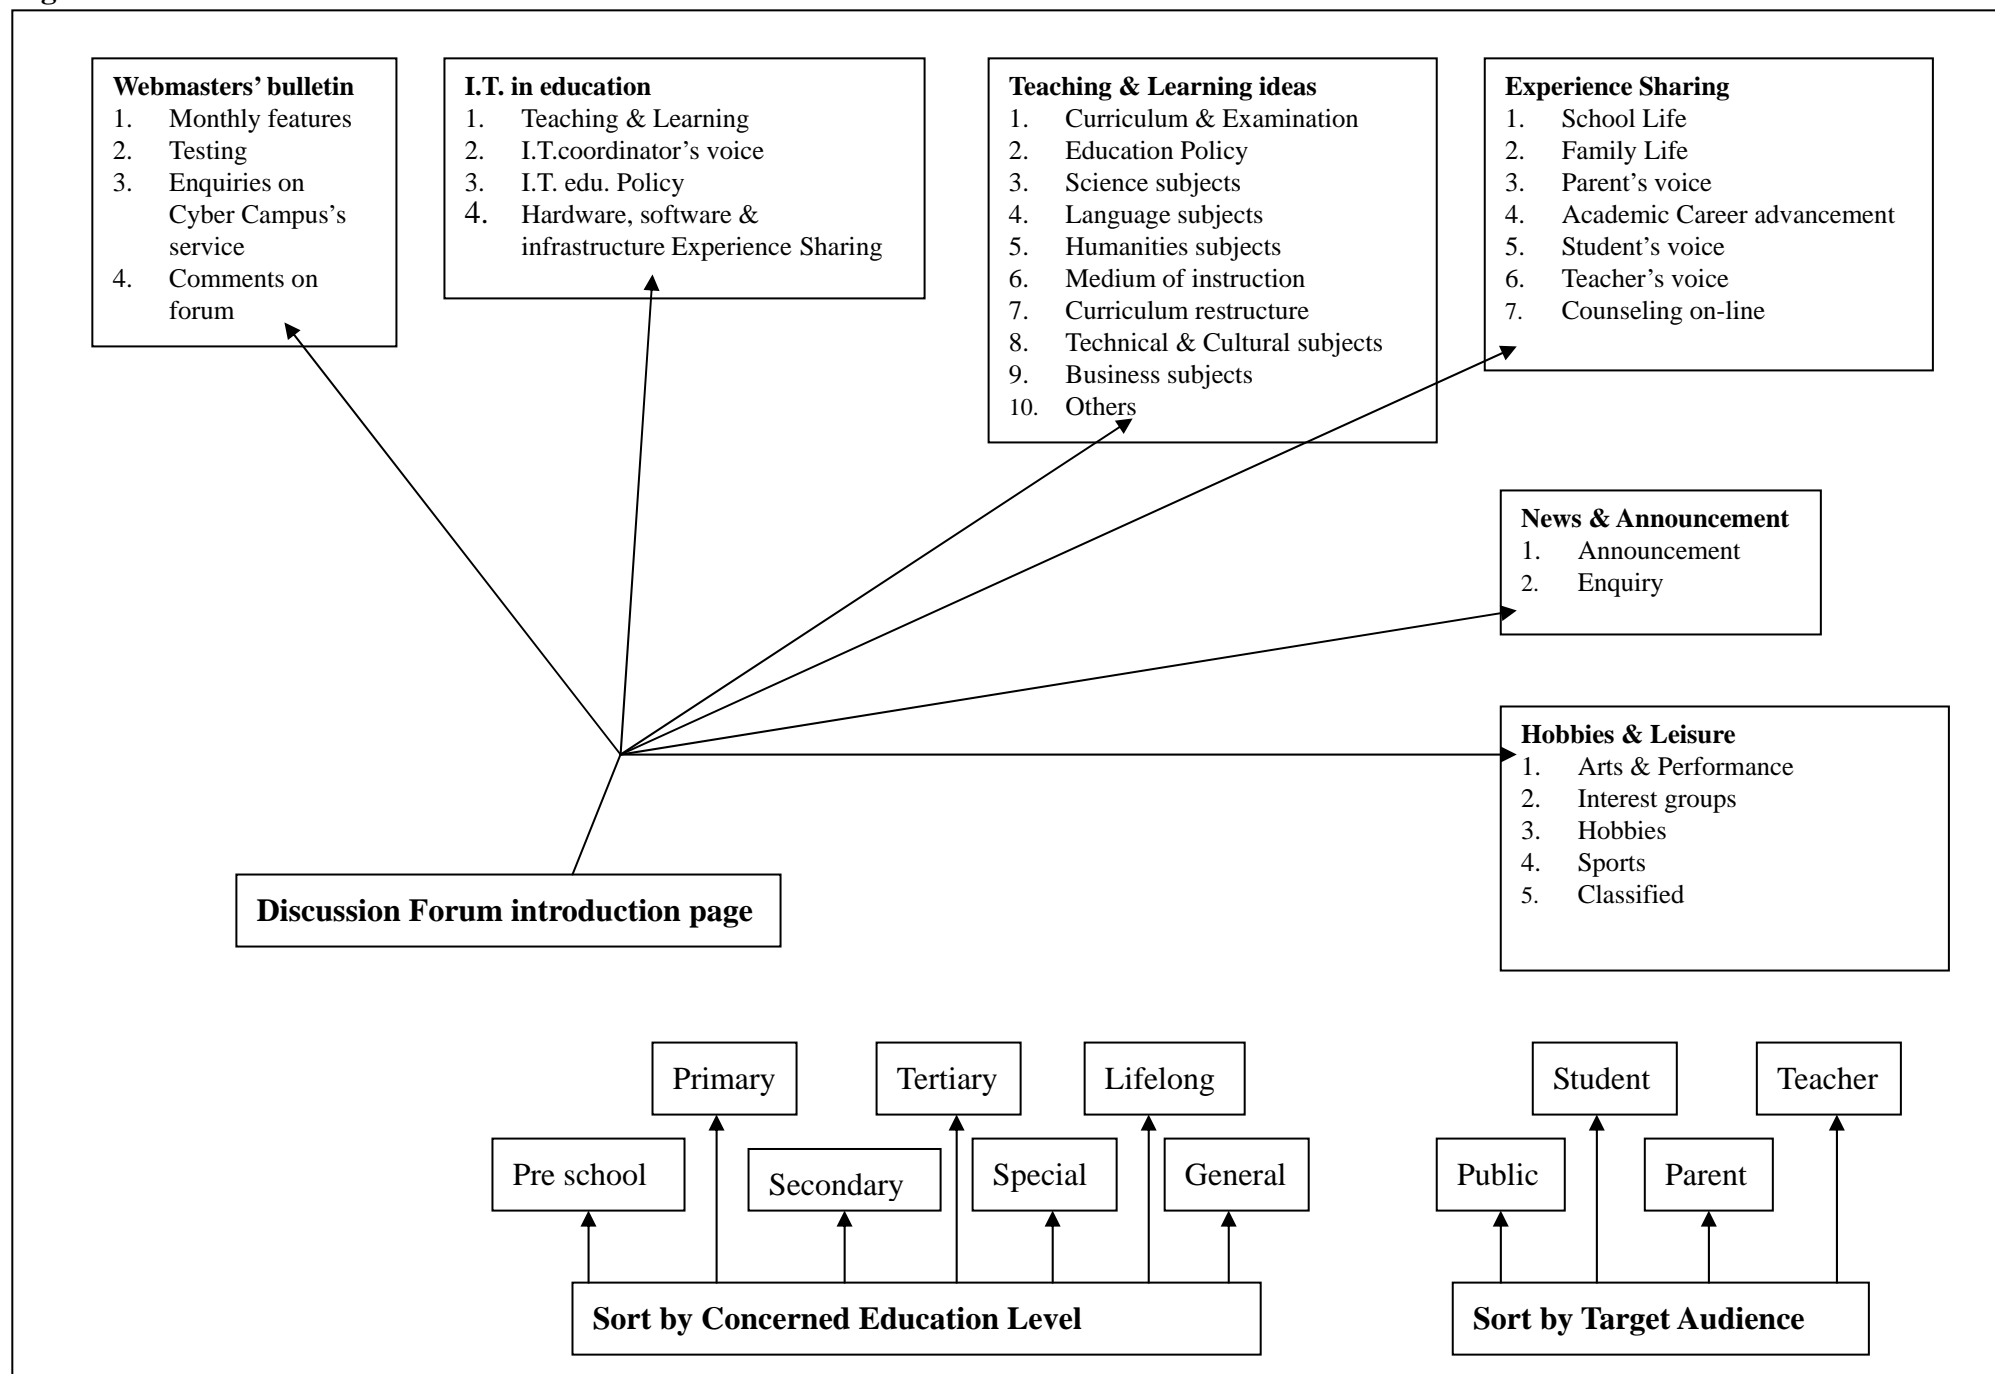 Webmasters' bulletin
1. Monthly features
2. Testing
3. Enquiries on
Cyber Campus's
service
4. Comments on
forum
I.T. in education
1. Teaching & Learning
2. I.T.coordinator's voice
3. I.T. edu. Policy
4. Hardware, software &
infrastructure Experience Sharing
Teaching & Learning ideas
1. Curriculum & Examination
2. Education Policy
3. Science subjects
4. Language subjects
5. Humanities subjects
6. Medium of instruction
7. Curriculum restructure
8. Technical & Cultural subjects
9. Business subjects
10. Others
Experience Sharing
1. School Life
2. Family Life
3. Parent's voice
4. Academic Career advancement
5. Student's voice
6. Teacher's voice
7. Counseling on-line
News & Announcement
1. Announcement
2. Enquiry
Hobbies & Leisure
1. Arts & Performance
2. Interest groups
3. Hobbies
4. Sports
5. Classified
Discussion Forum introduction page
Primary
Tertiary
Lifelong
Student
Teacher
Pre school
Secondary
Special
General
Public
Parent
Sort by Concerned Education Level
Sort by Target Audience